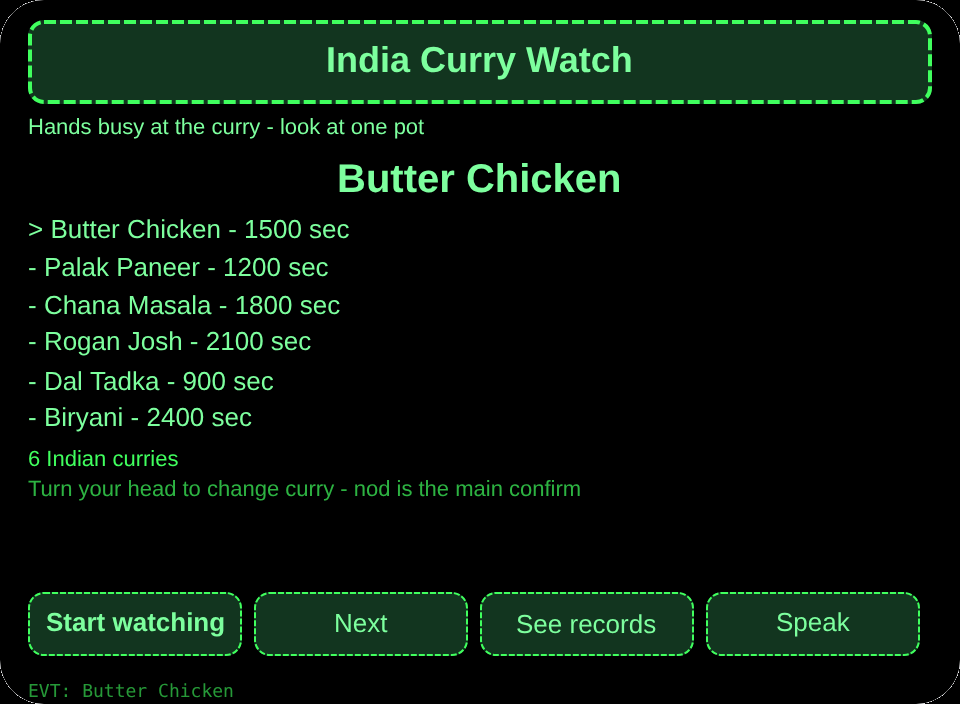 India Curry Watch
Hands busy at the curry - look at one pot
Butter Chicken
> Butter Chicken - 1500 sec
- Palak Paneer - 1200 sec
- Chana Masala - 1800 sec
- Rogan Josh - 2100 sec
- Dal Tadka - 900 sec
- Biryani - 2400 sec
6 Indian curries
Turn your head to change curry - nod is the main confirm
Start watching
Next
See records
Speak
EVT: Butter Chicken